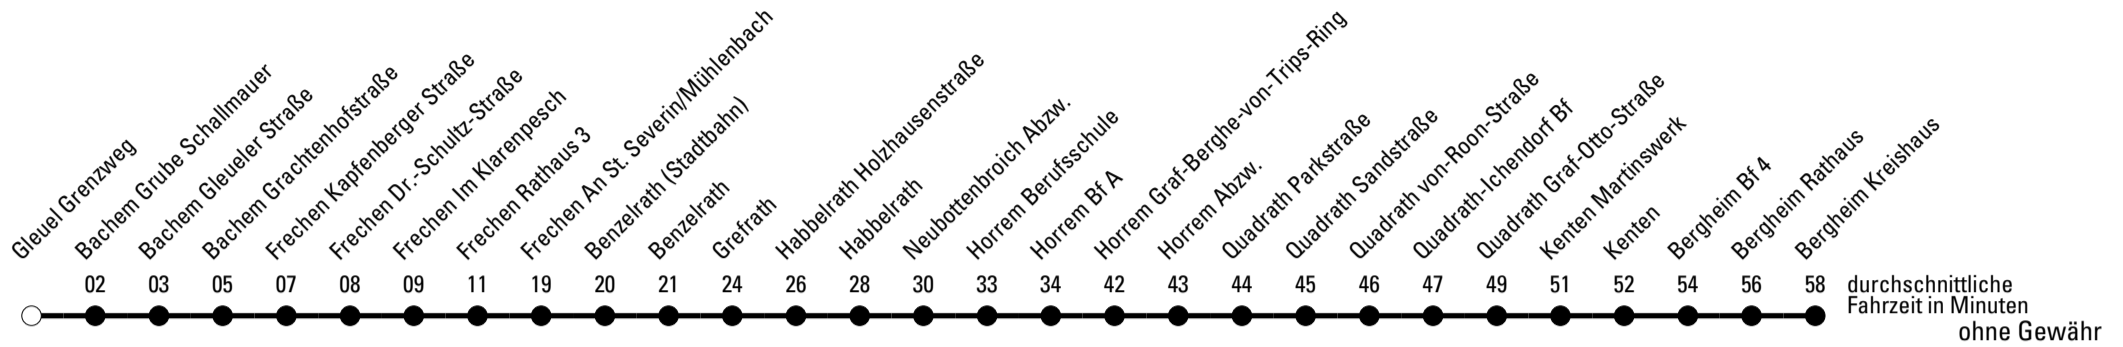 Gleuel Grenzweg
Bachem Grube Schallmauer
Bachem Gleueler Straße
Bachem Grachtenhofstraße
Frechen Kapfenberger Straße
Frechen Dr.-Schultz-Straße
Frechen Im Klarenpesch
Frechen Rathaus 3
Frechen An St. Severin/Mühlenbach
Benzelrath (Stadtbahn)
Benzelrath
Grefrath
Habbelrath Holzhausenstraße
Habbelrath
Neubottenbroich Abzw.
Horrem Berufsschule
Horrem Bf A
Horrem Graf-Berghe-von-Trips-Ring
Horrem Abzw.
Quadrath Parkstraße
Quadrath Sandstraße
Quadrath von-Roon-Straße
Quadrath-Ichendorf Bf
Quadrath Graf-Otto-Straße
Kenten Martinswerk
Kenten
Bergheim Bf 4
Bergheim Rathaus
Bergheim Kreishaus
02 03 05 07 08 09 11 19 20 21 24 26 28 30 33 34 42 43 44 45 46 47 49 51 52 54 56 58
durchschnittliche
Fahrzeit in Minuten
ohne Gewähr